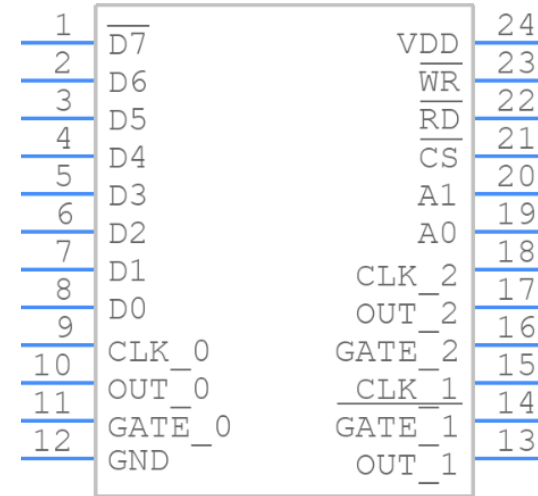 1 D7 VDD 24
2 D6 WR 23
3 D5 RD 22
4 D4 CS 21
5 D3 A1 20
6 D2 A0 19
7 D1 CLK_2 18
8 D0 OUT_2 17
9 CLK_0 GATE_2 16
10 OUT_0 CLK_1 15
11 GATE_0 GATE_1 14
12 GND OUT_1 13